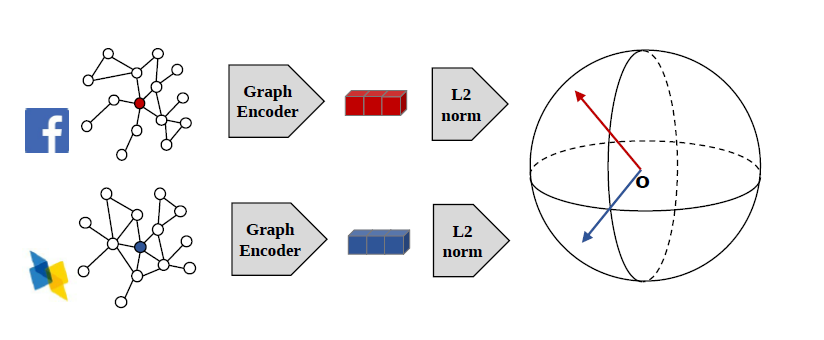 Graph
Encoder
L2
norm
f
O
Graph
Encoder
L2
norm